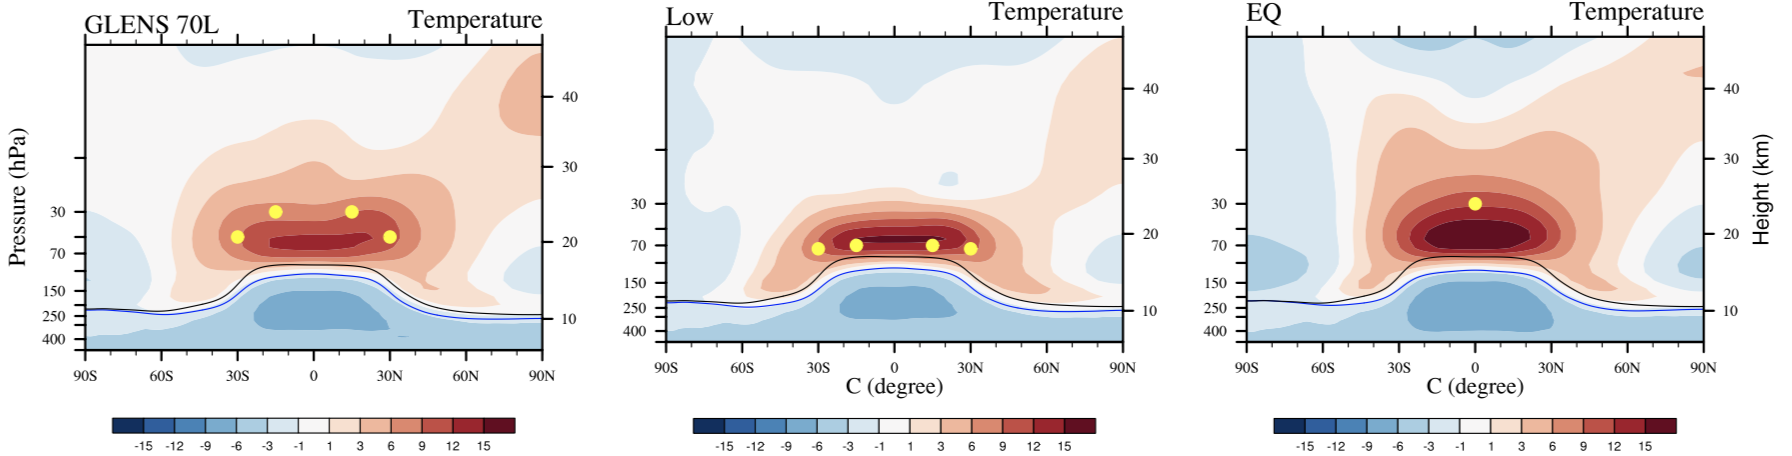 GLENS 70L Temperature
Low Temperature
EQ Temperature
Pressure (hPa)
30
70
150
250
400
40
30
20
10
90S 60S 30S 0 30N 60N 90N
-15 -12 -9 -6 -3 -1 1 3 6 9 12 15
30
70
150
250
400
40
30
20
10
90S 60S 30S 0 30N 60N 90N
C (degree)
-15 -12 -9 -6 -3 -1 1 3 6 9 12 15
30
70
150
250
400
40
30
20
10
Height (km)
90S 60S 30S 0 30N 60N 90N
C (degree)
-15 -12 -9 -6 -3 -1 1 3 6 9 12 15